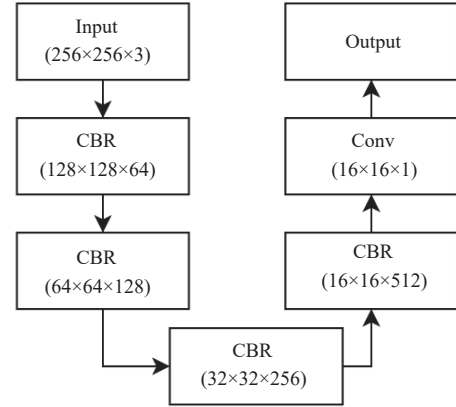 Input
(256×256×3)
CBR
(128×128×64)
CBR
(64×64×128)
CBR
(32×32×256)
CBR
(16×16×512)
Conv
(16×16×1)
Output